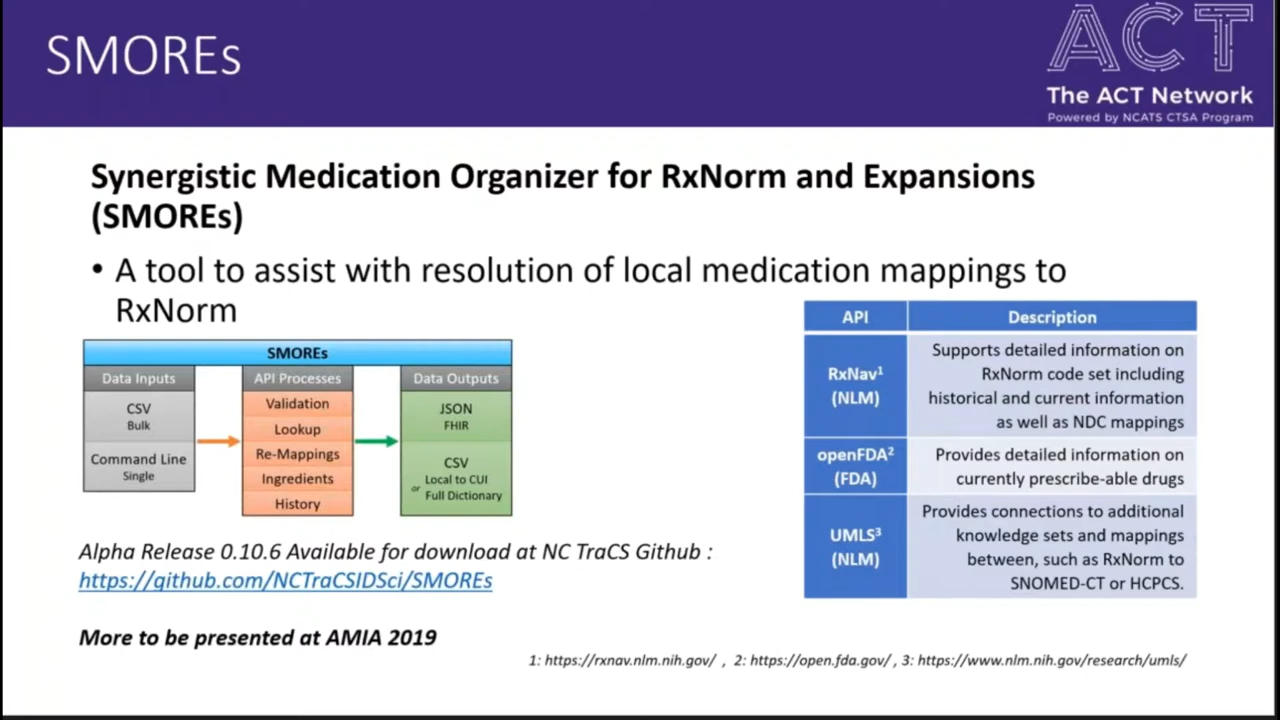 SMOREs
ACT
The ACT Network
Powered by NCATS CTSA Program
Synergistic Medication Organizer for RxNorm and Expansions
(SMOREs)
• A tool to assist with resolution of local medication mappings to
RxNorm
SMOREs
Data Inputs
CSV
Bulk
Command Line
Single
API Processes
Validation
Lookup
Re-Mappings
Ingredients
History
Data Outputs
JSON
FHIR
CSV
Local to CUI
or Full Dictionary
API Description
RxNav¹
(NLM)
Supports detailed information on
RxNorm code set including
historical and current information
as well as NDC mappings
openFDA²
(FDA)
Provides detailed information on
currently prescribe-able drugs
UMLS³
(NLM)
Provides connections to additional
knowledge sets and mappings
between, such as RxNorm to
SNOMED-CT or HCPCS.
Alpha Release 0.10.6 Available for download at NC TraCS Github :
https://github.com/NCTraCSIDSci/SMOREs
More to be presented at AMIA 2019
1: https://rxnav.nlm.nih.gov/ , 2: https://open.fda.gov/ , 3: https://www.nlm.nih.gov/research/umls/